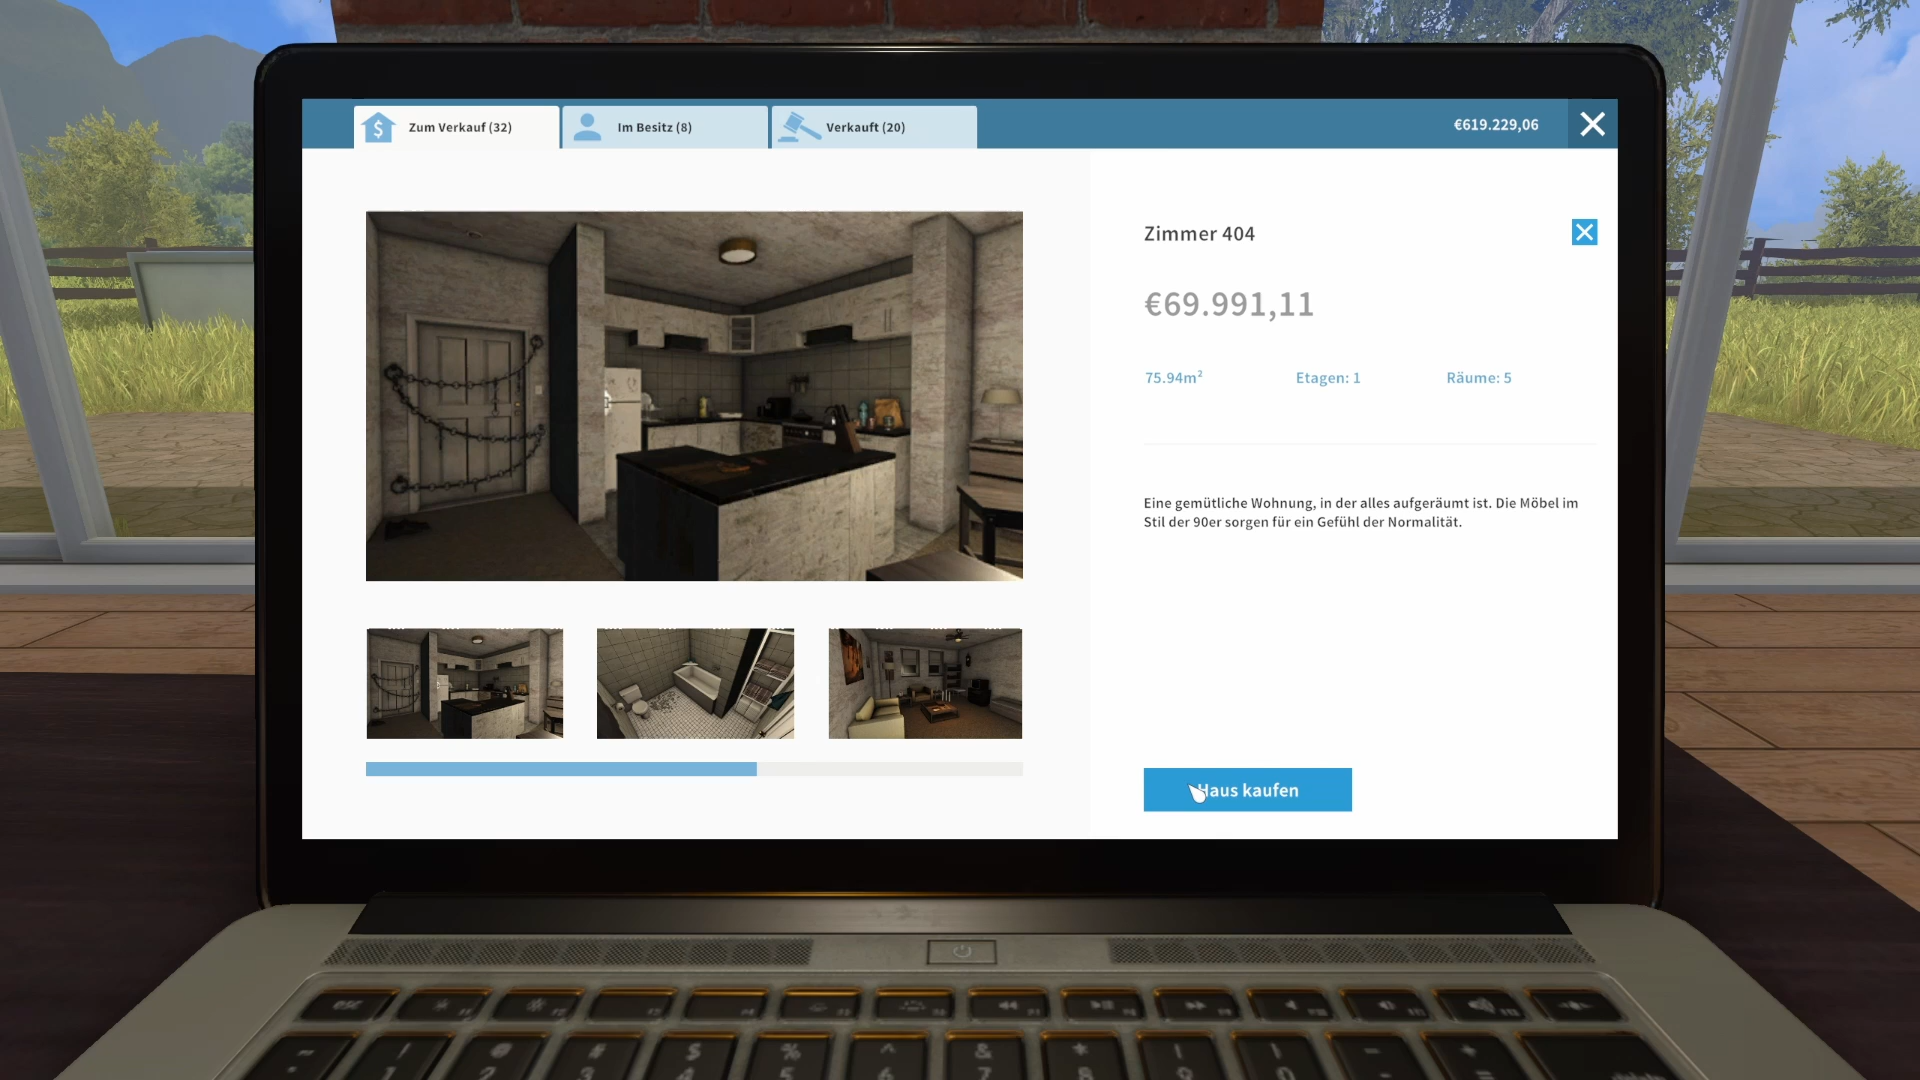 Zum Verkauf (32)
Im Besitz (8)
Verkauft (20)
€619.229,06
Zimmer 404
€69.991,11
75.94m²
Etagen: 1
Räume: 5
Eine gemütliche Wohnung, in der alles aufgeräumt ist. Die Möbel im
Stil der 90er sorgen für ein Gefühl der Normalität.
Haus kaufen
esc